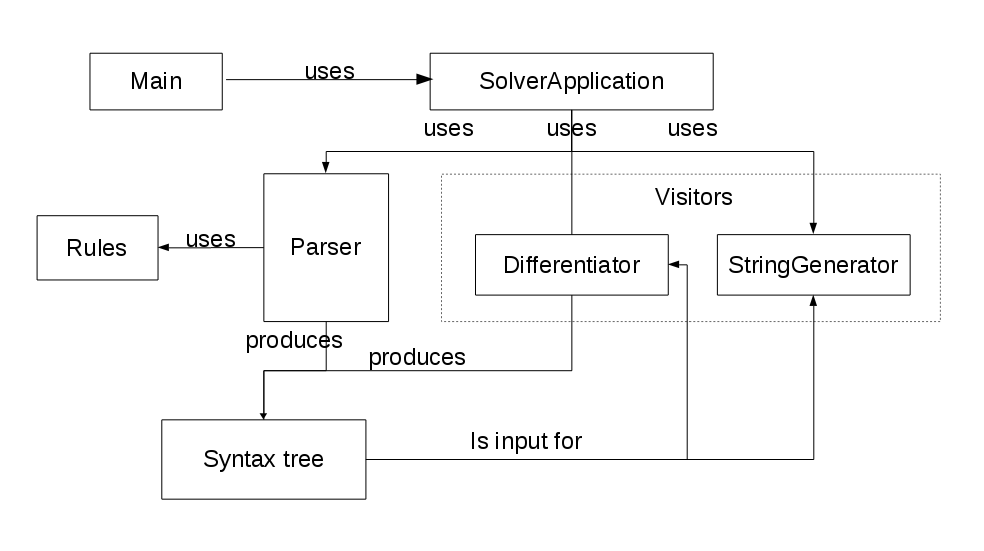 Main
uses
SolverApplication
uses
uses
uses
Visitors
Rules
uses
Parser
Differentiator
StringGenerator
produces
produces
Is input for
Syntax tree